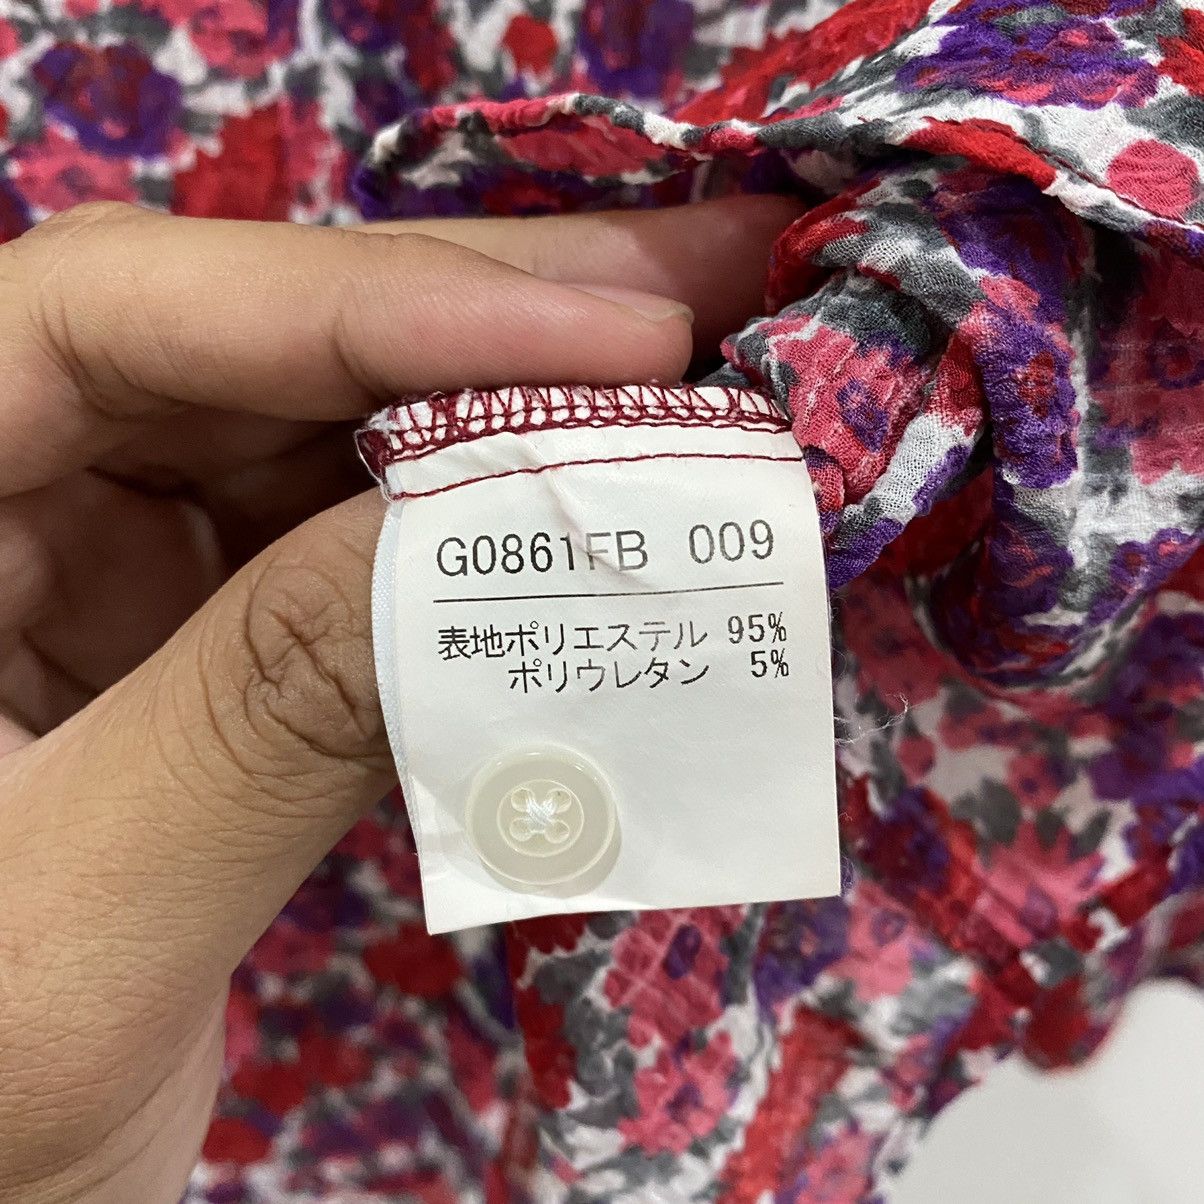 G0861FB 009
表地ポリエステル 95%
ポリウレタン 5%